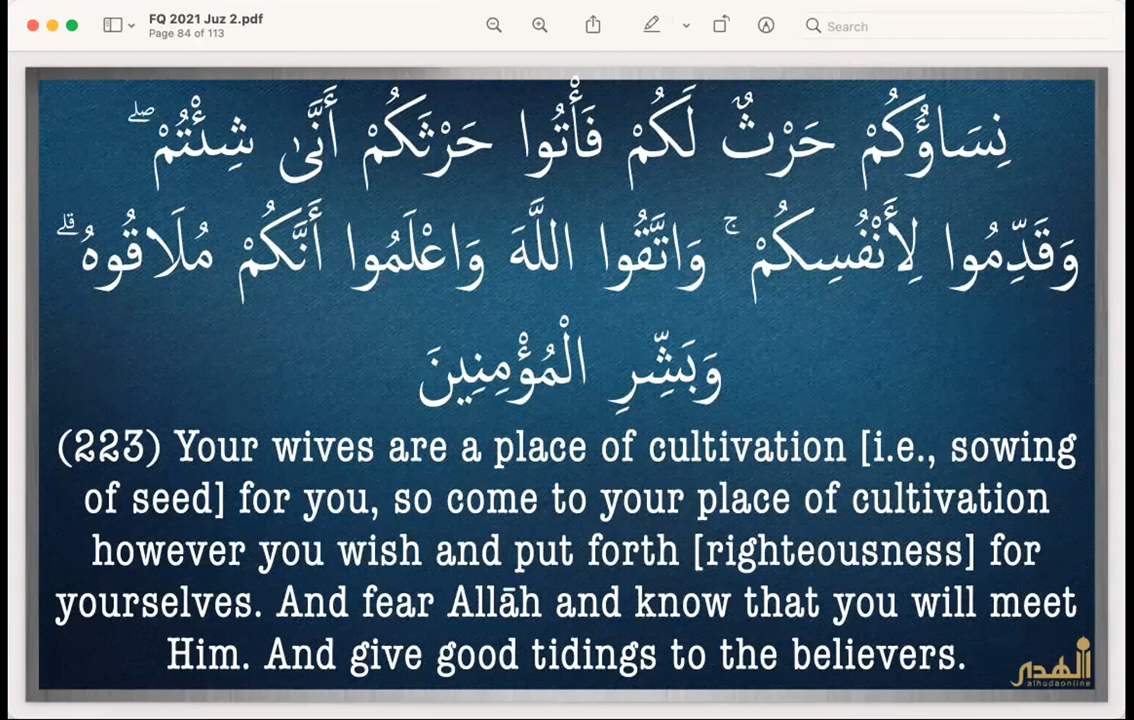 FQ 2021 Juz 2.pdf
Page 84 of 113
Search
نِسَاؤُكُمْ حَرْثٌ لَكُمْ فَأْتُوا حَرْثَكُمْ أَنَّىٰ شِئْتُمْ ۖ
وَقَدِّمُوا لِأَنْفُسِكُمْ ۚ وَاتَّقُوا اللَّهَ وَاعْلَمُوا أَنَّكُمْ مُلَاقُوهُ ۗ
وَبَشِّرِ الْمُؤْمِنِينَ
(223) Your wives are a place of cultivation [i.e., sowing
of seed] for you, so come to your place of cultivation
however you wish and put forth [righteousness] for
yourselves. And fear Allāh and know that you will meet
Him. And give good tidings to the believers.
الهدى
alhudaonline